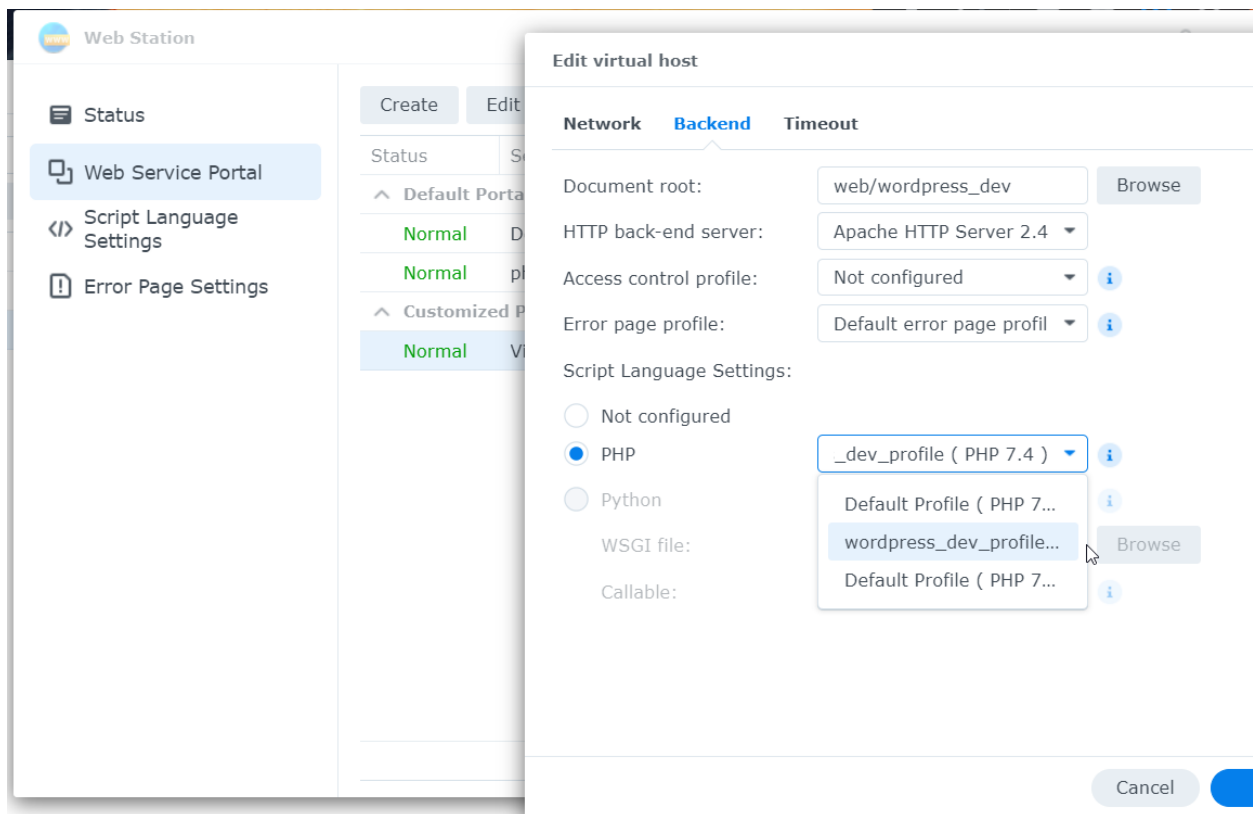 Web Station
Status
Web Service Portal
Script Language
Settings
Error Page Settings
Create Edit
Status
Default Porta
Normal
Normal
Customized P
Normal
Edit virtual host
Network Backend Timeout
Document root: web/wordpress_dev Browse
HTTP back-end server: Apache HTTP Server 2.4
Access control profile: Not configured
Error page profile: Default error page profil
Script Language Settings:
Not configured
PHP _dev_profile ( PHP 7.4 )
Python
Default Profile ( PHP 7...
WSGI file: wordpress_dev_profile... Browse
Default Profile ( PHP 7...
Callable:
Cancel